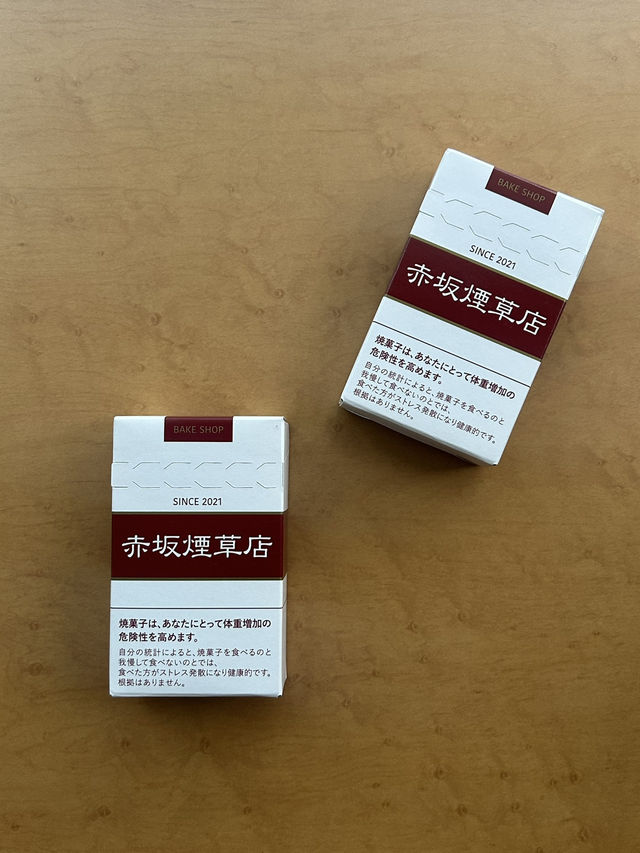 BAKE SHOP
SINCE 2021
赤坂煙草店
焼菓子は、あなたにとって体重増加の
危険性を高めます。
自分の統計によると、焼菓子を食べるのと
我慢して食べないのとでは、
食べた方がストレス発散になり健康的です。
根拠はありません。
BAKE SHOP
SINCE 2021
赤坂煙草店
焼菓子は、あなたにとって体重増加の
危険性を高めます。
自分の統計によると、焼菓子を食べるのと
我慢して食べないのとでは、
食べた方がストレス発散になり健康的です。
根拠はありません。